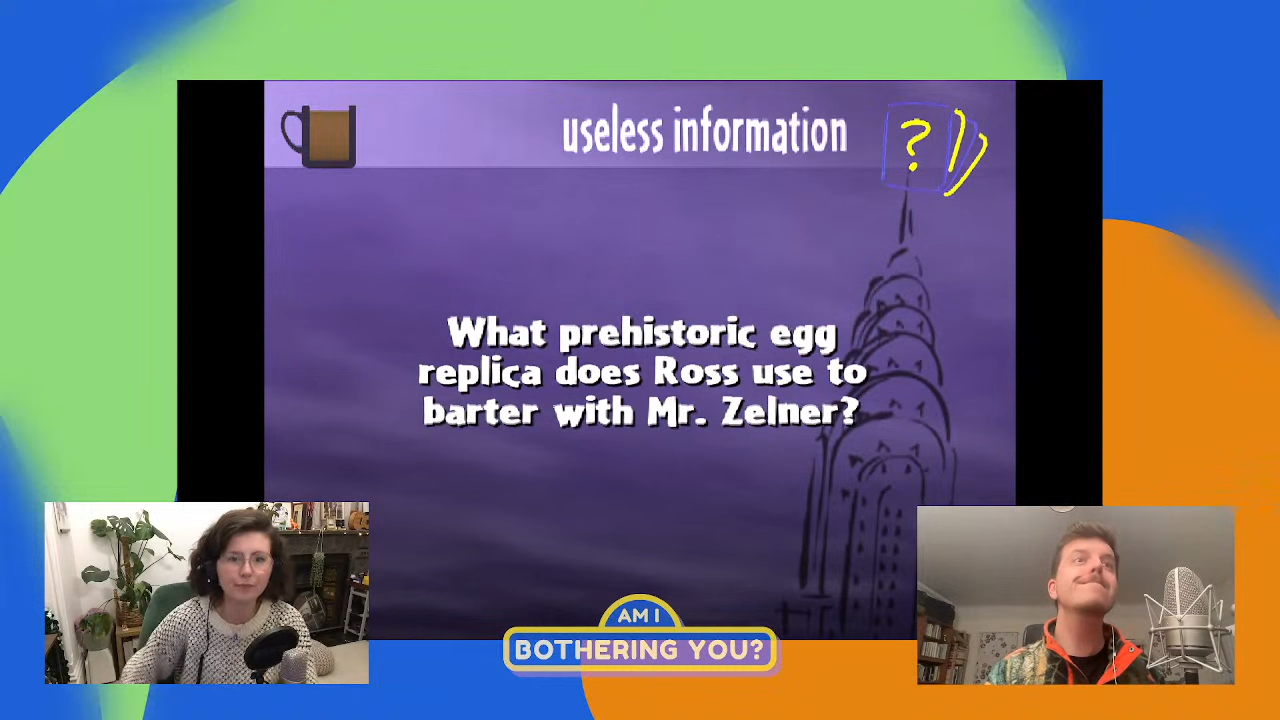 useless information
?
What prehistoric egg
replica does Ross use to
barter with Mr. Zelner?
AM I
BOTHERING YOU?